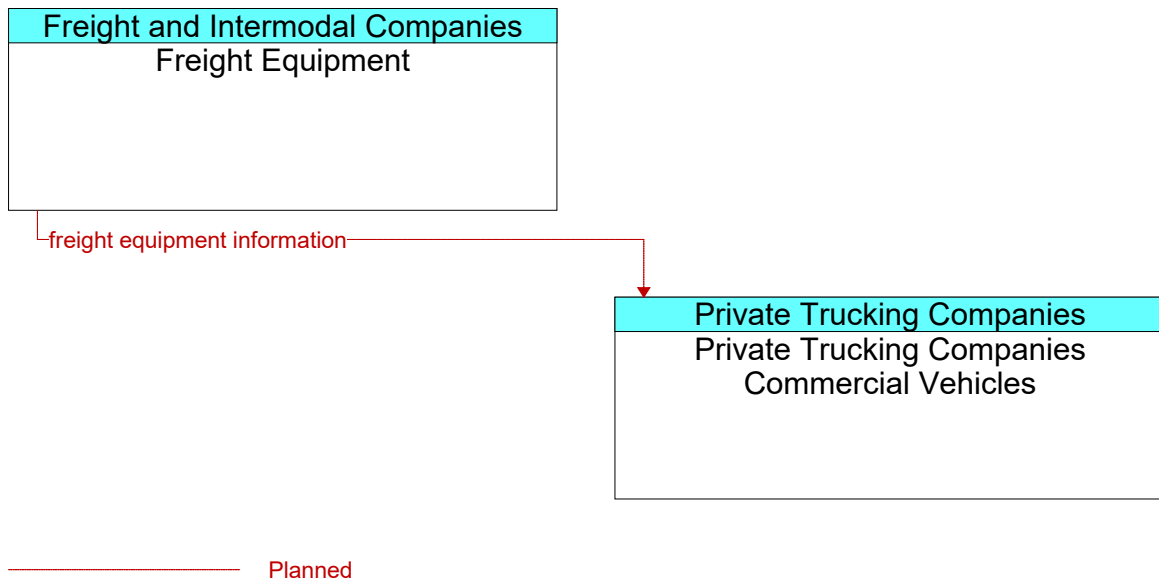 Freight and Intermodal Companies
Freight Equipment
freight equipment information
Private Trucking Companies
Private Trucking Companies
Commercial Vehicles
Planned